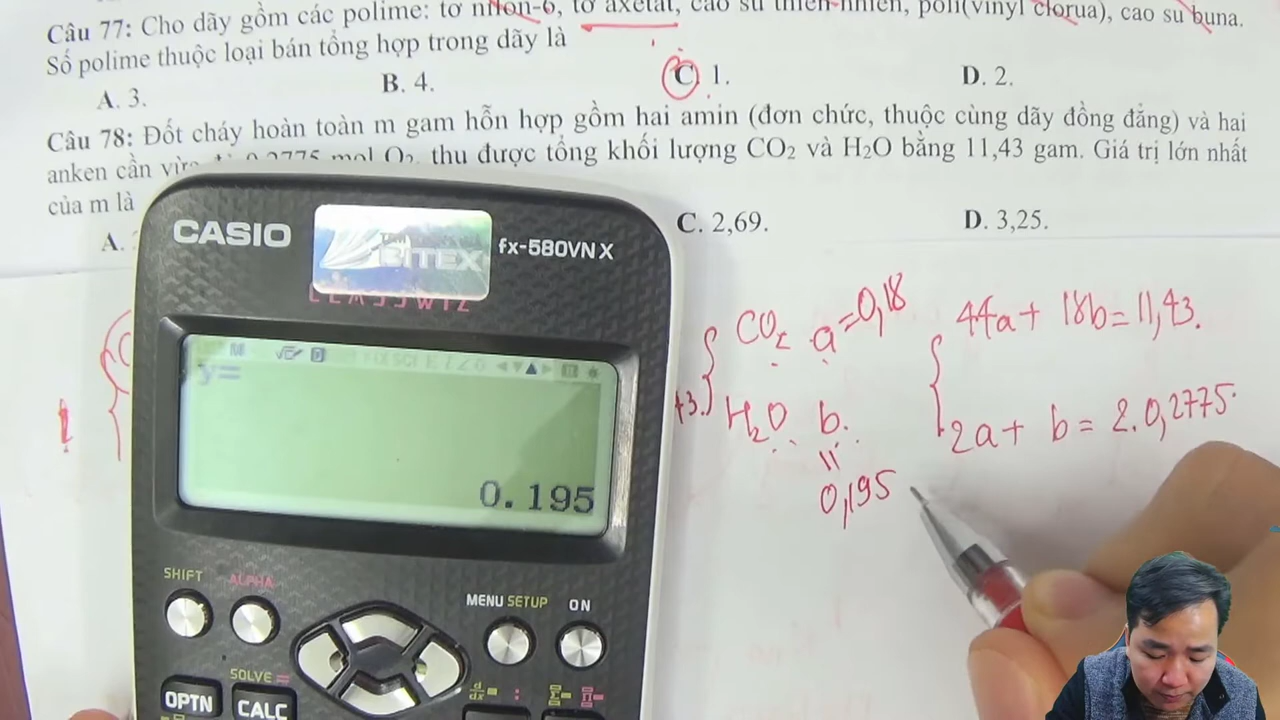 Câu 77: Cho dãy gồm các polime: tơ nilon-6, tơ axetat, cao su thiên nhiên, poli(vinyl clorua), cao su buna.
Số polime thuộc loại bán tổng hợp trong dãy là
A. 3. B. 4. C. 1. D. 2.
Câu 78: Đốt cháy hoàn toàn m gam hỗn hợp gồm hai amin (đơn chức, thuộc cùng dãy đồng đẳng) và hai
anken cần vừa 0,2775 mol O₂, thu được tổng khối lượng CO₂ và H₂O bằng 11,43 gam. Giá trị lớn nhất
của m là
A. C. 2,69. D. 3,25.
CASIO
fx-580VN X
BITEX
CLASSWIZ
CO₂ a=0,18
H₂O b.
=
0,195
44a + 18b = 11,43.
2a + b = 2.0,2775.
y=
0.195
SHIFT ALPHA MENU SETUP ON
SOLVE =
OPTN CALC